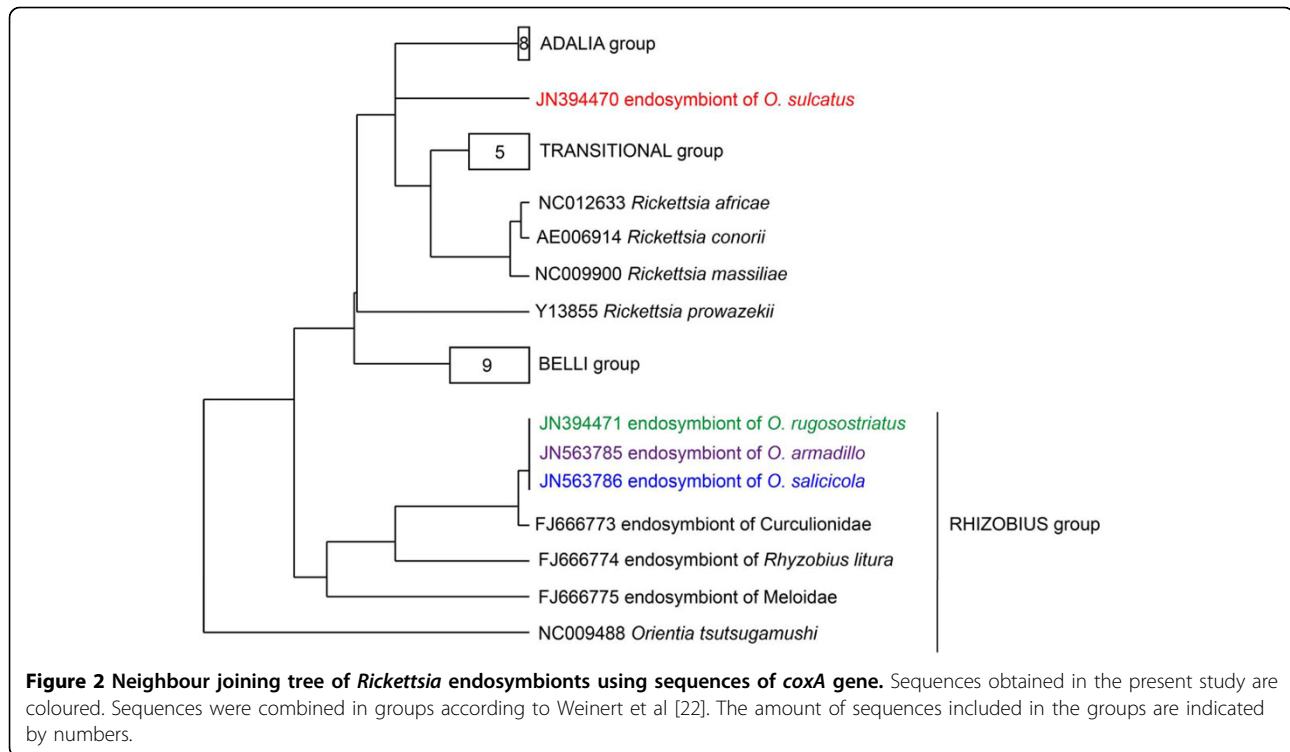 8 ADALIA group
JN394470 endosymbiont of O. sulcatus
5 TRANSITIONAL group
NC012633 Rickettsia africae
AE006914 Rickettsia conorii
NC009900 Rickettsia massiliae
Y13855 Rickettsia prowazekii
9 BELLI group
JN394471 endosymbiont of O. rugosostriatus
JN563785 endosymbiont of O. armadillo
JN563786 endosymbiont of O. salicicola
FJ666773 endosymbiont of Curculionidae RHIZOBIUS group
FJ666774 endosymbiont of Rhyzobius litura
FJ666775 endosymbiont of Meloidae
NC009488 Orientia tsutsugamushi
Figure 2 Neighbour joining tree of Rickettsia endosymbionts using sequences of coxA gene. Sequences obtained in the present study are
coloured. Sequences were combined in groups according to Weinert et al [22]. The amount of sequences included in the groups are indicated
by numbers.